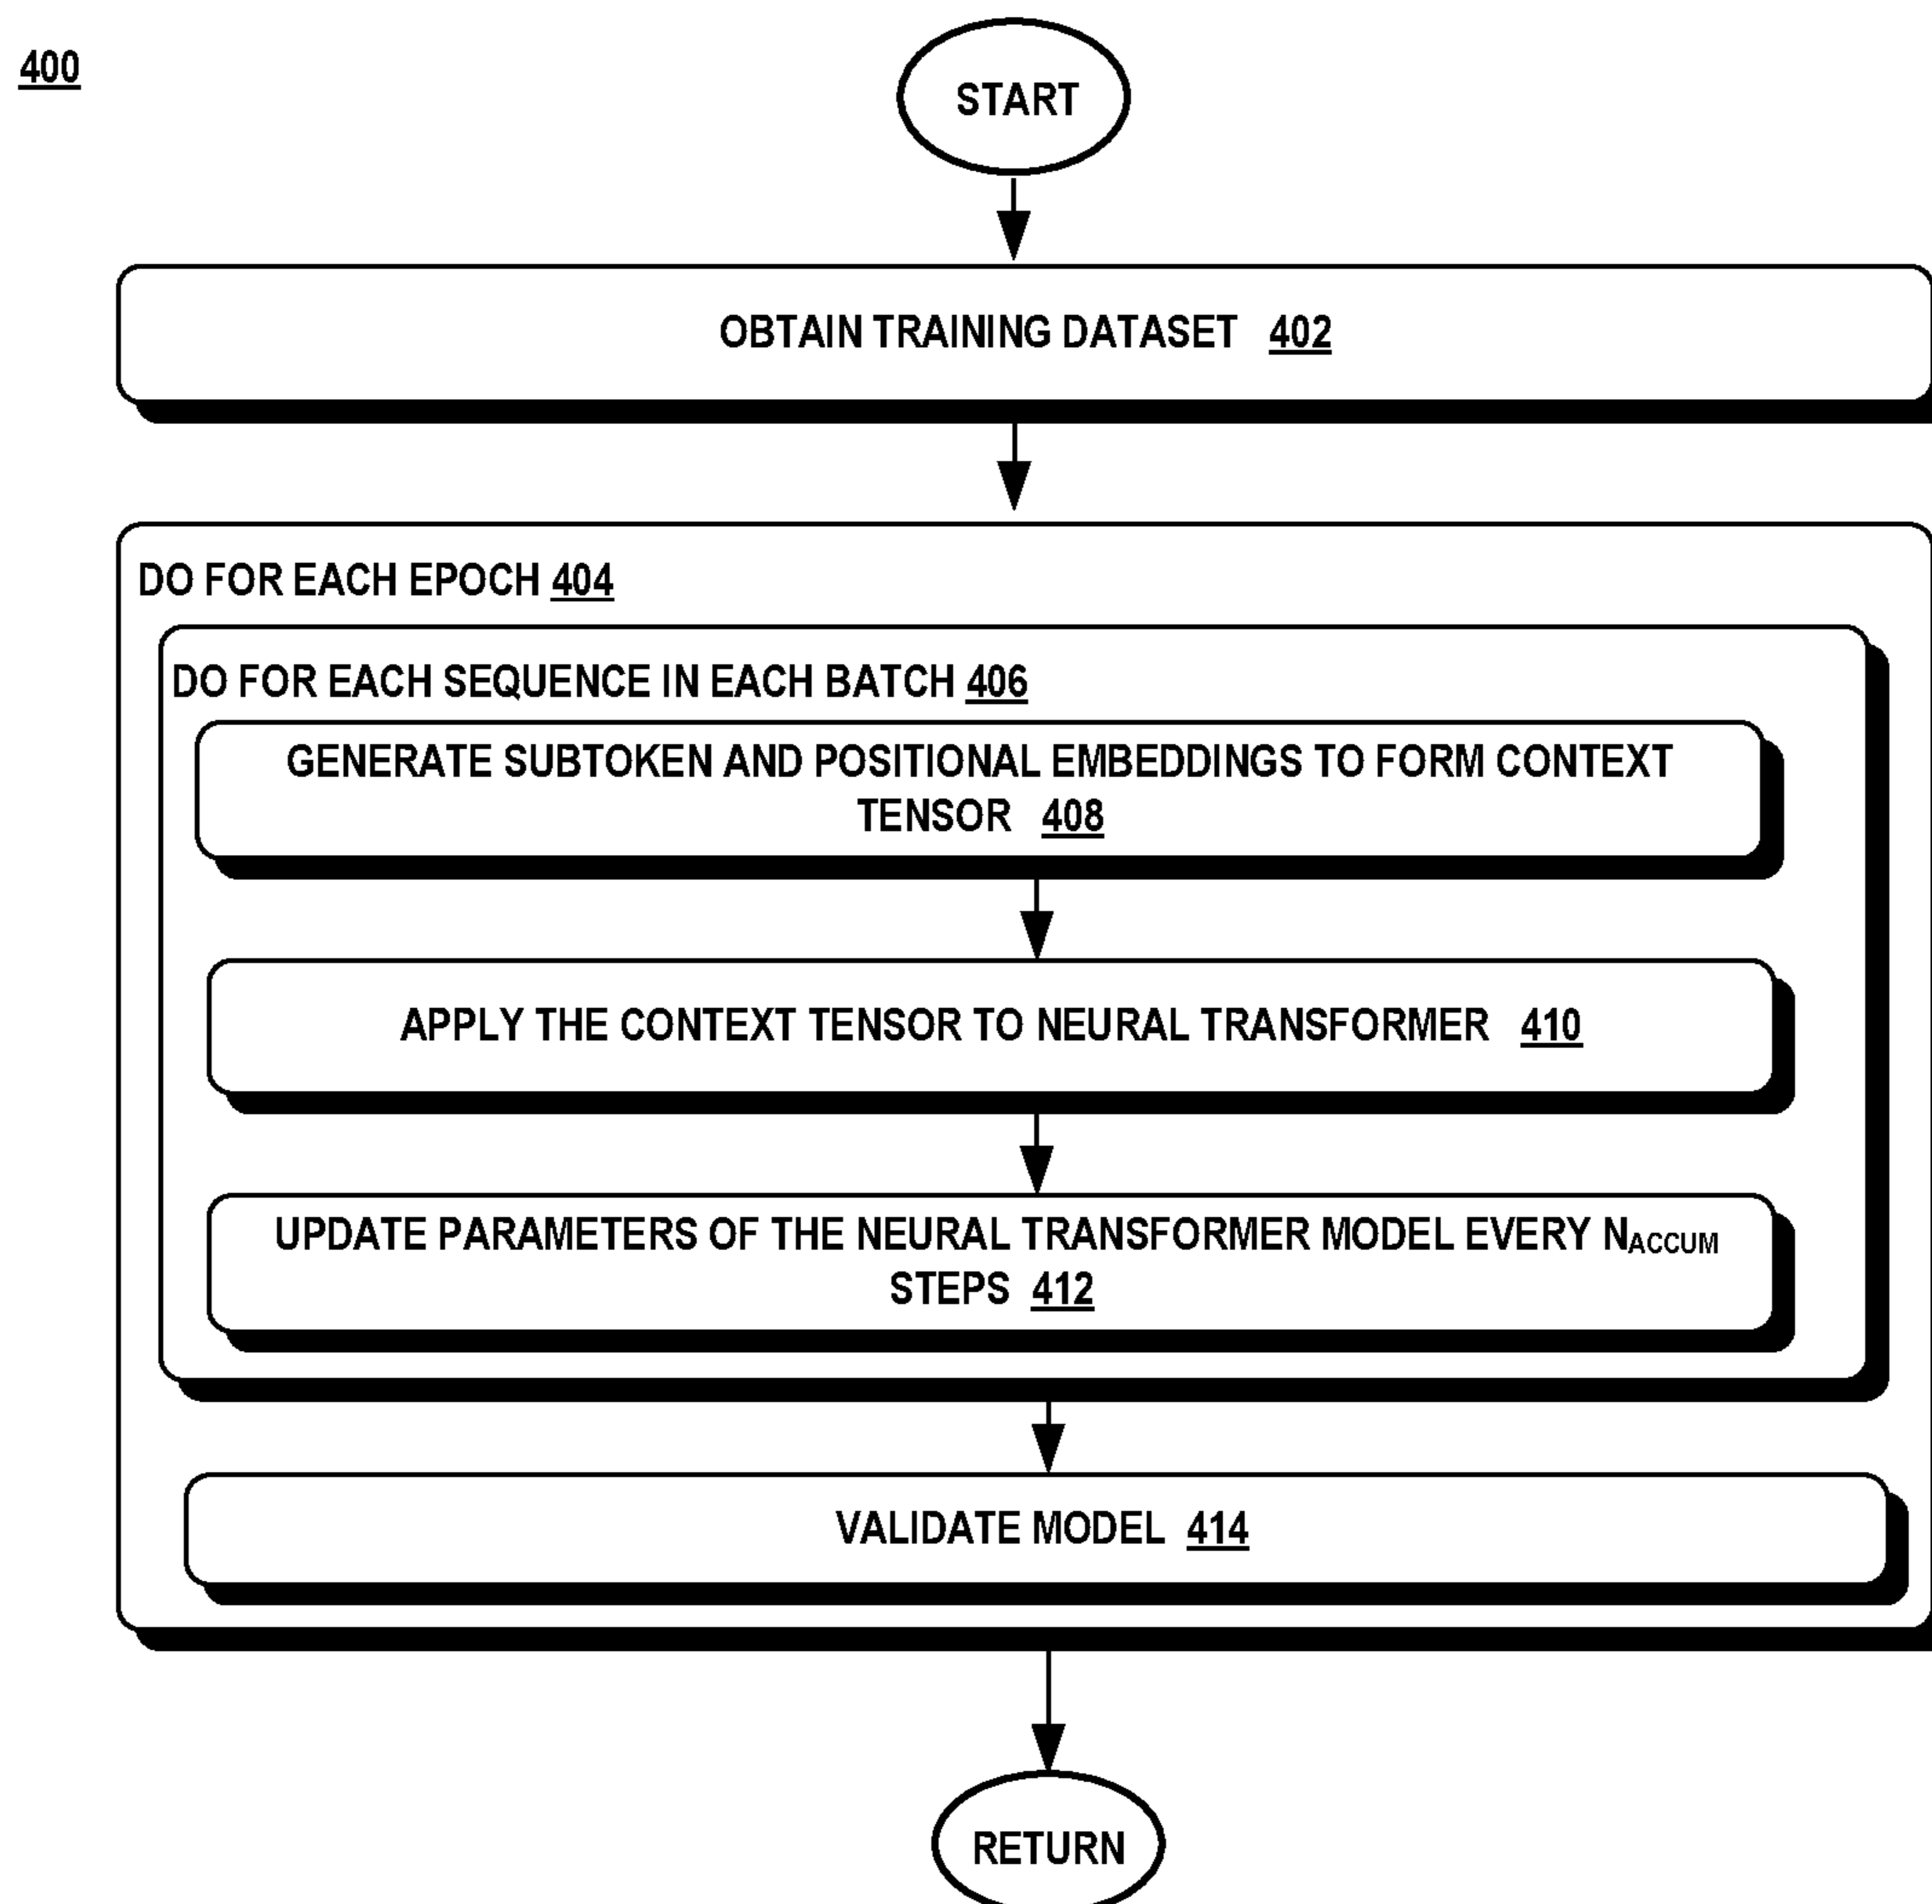 400
START
OBTAIN TRAINING DATASET 402
DO FOR EACH EPOCH 404
DO FOR EACH SEQUENCE IN EACH BATCH 406
GENERATE SUBTOKEN AND POSITIONAL EMBEDDINGS TO FORM CONTEXT
TENSOR 408
APPLY THE CONTEXT TENSOR TO NEURAL TRANSFORMER 410
UPDATE PARAMETERS OF THE NEURAL TRANSFORMER MODEL EVERY NACCUM
STEPS 412
VALIDATE MODEL 414
RETURN